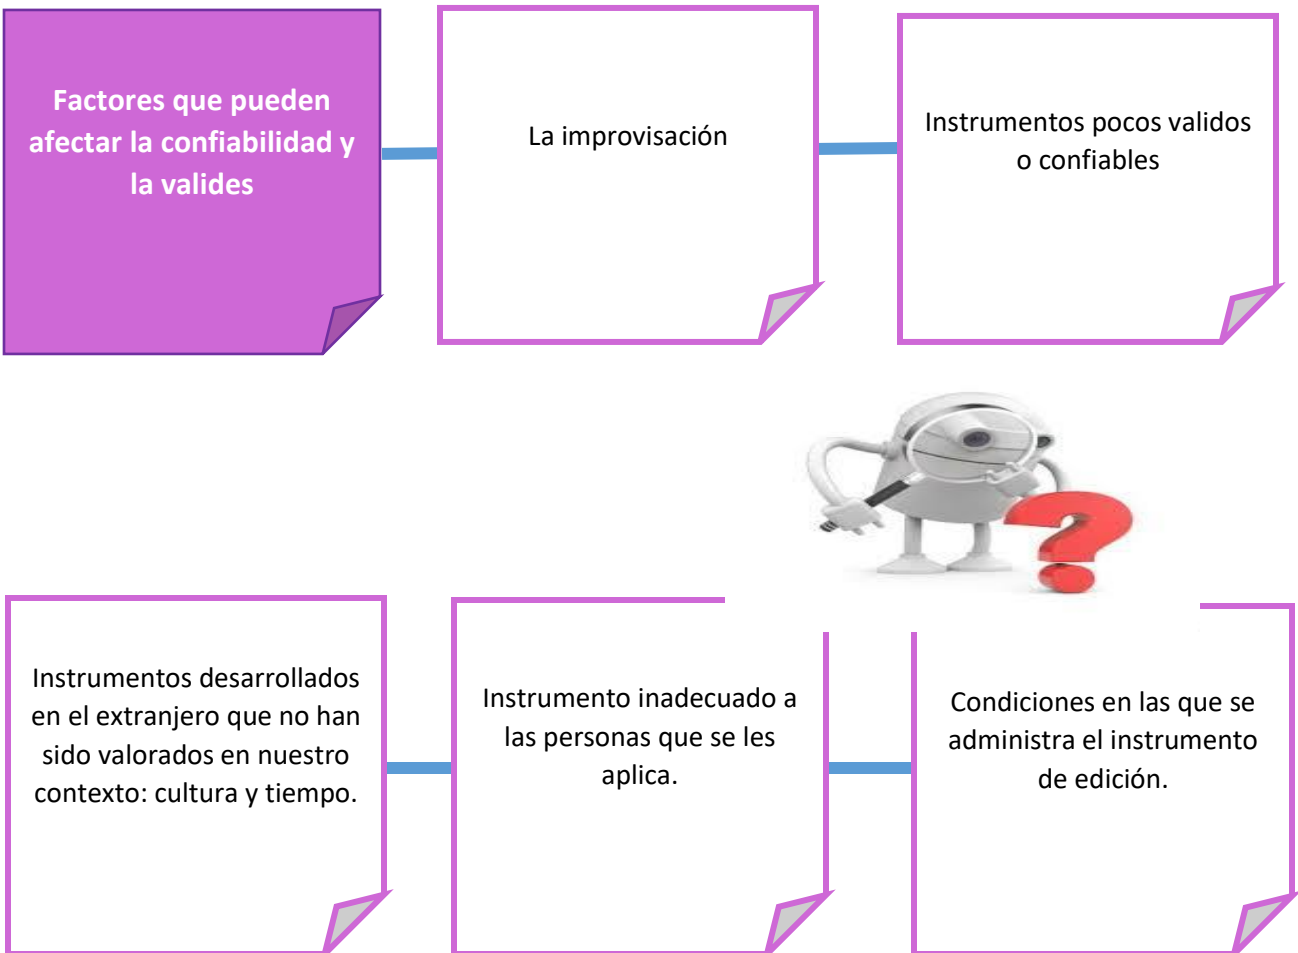 Factores que pueden
afectar la confiabilidad y
la valides
La improvisación
Instrumentos pocos validos
o confiables
Instrumentos desarrollados
en el extranjero que no han
sido valorados en nuestro
contexto: cultura y tiempo.
Instrumento inadecuado a
las personas que se les
aplica.
Condiciones en las que se
administra el instrumento
de edición.